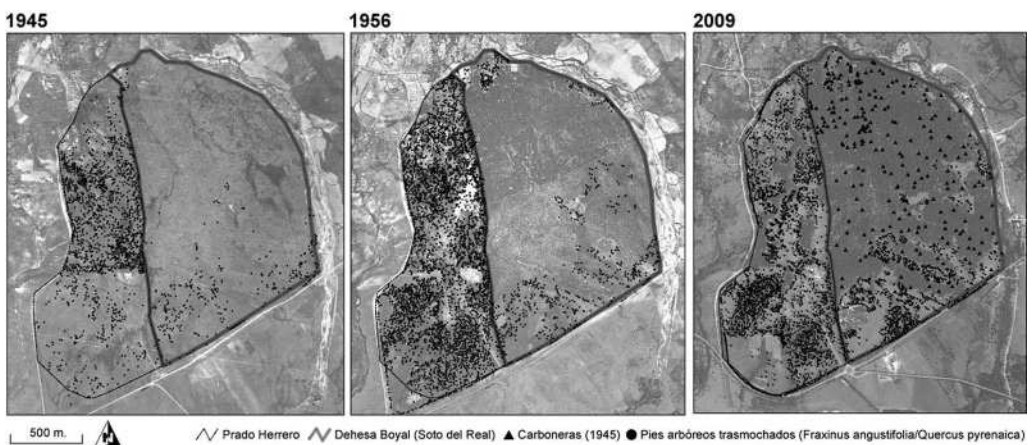 1945 1956 2009
500 m. Prado Herrero Dehesa Boyal (Soto del Real) Carboneras (1945) Pies arbóreos trasmochados (Fraxinus angustifolia/Quercus pyrenaica)